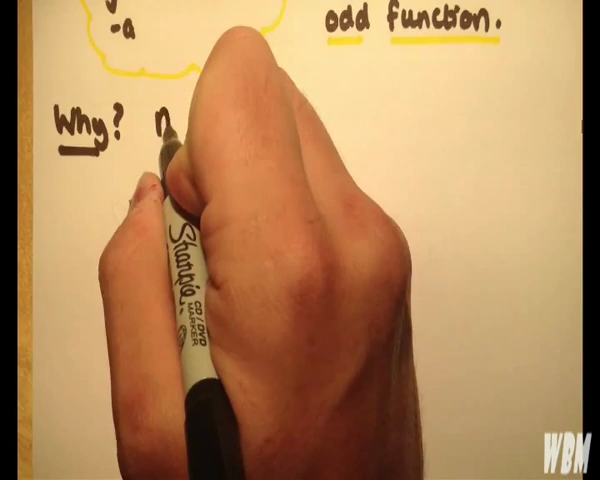 -a
odd function.
Why? n
Sharpie.
CD/DVD
MARKER
WBM